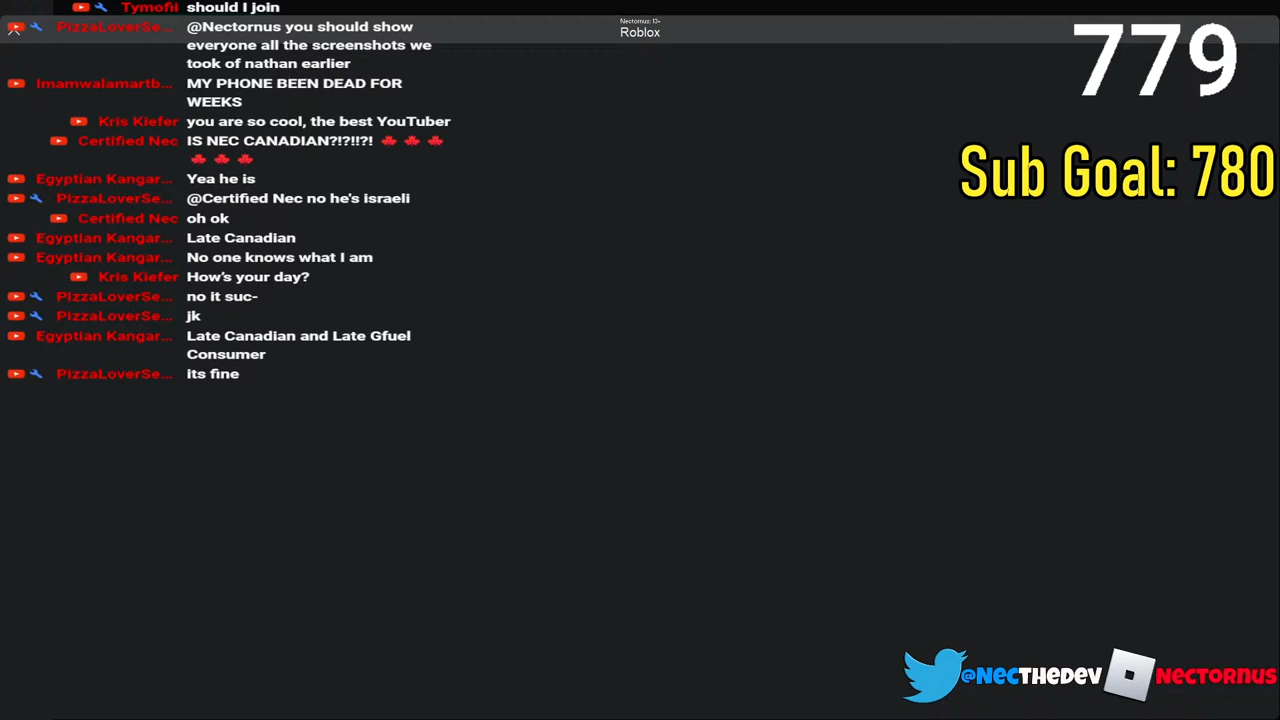 Tymofii should I join
Nectornus: 13+
Roblox
779
PizzaLoverSe... @Nectornus you should show
everyone all the screenshots we
took of nathan earlier
Imamwalamartb... MY PHONE BEEN DEAD FOR
WEEKS
Kris Kiefer you are so cool, the best YouTuber
Certified Nec IS NEC CANADIAN?!?!!?!
Sub Goal: 780
Egyptian Kangar... Yea he is
PizzaLoverSe... @Certified Nec no he's israeli
Certified Nec oh ok
Egyptian Kangar... Late Canadian
Egyptian Kangar... No one knows what I am
Kris Kiefer How's your day?
PizzaLoverSe... no it suc-
PizzaLoverSe... jk
Egyptian Kangar... Late Canadian and Late Gfuel
Consumer
PizzaLoverSe... its fine
@NECTHEDEV NECTORNUS